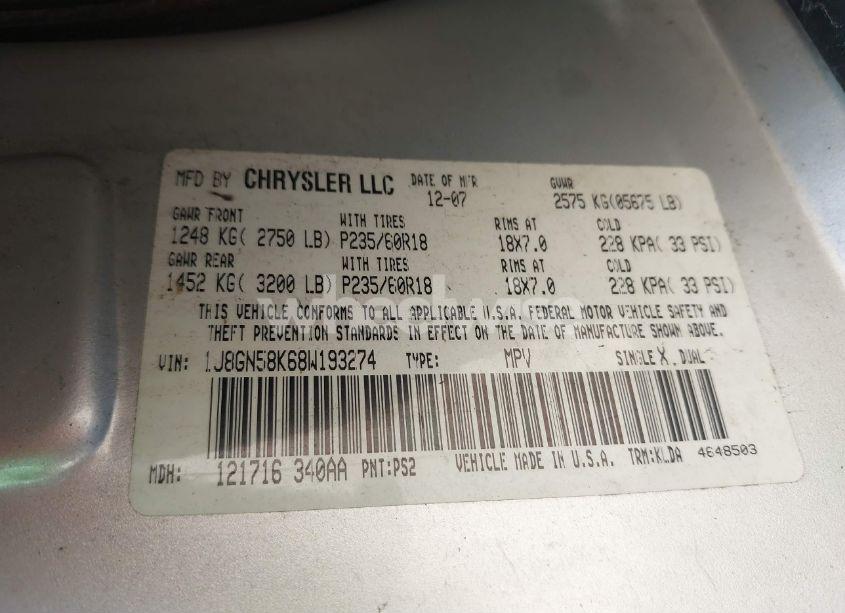 MFD BY CHRYSLER LLC DATE OF MFR 12-07 GVWR 2575 KG(05675 LB)
GAWR FRONT WITH TIRES RIMS AT COLD
1248 KG( 2750 LB) P235/60R18 18X7.0 228 KPA( 33 PSI)
GAWR REAR WITH TIRES RIMS AT COLD
1452 KG( 3200 LB) P235/60R18 18X7.0 228 KPA( 33 PSI)
THIS VEHICLE CONFORMS TO ALL APPLICABLE U.S.A. FEDERAL MOTOR VEHICLE SAFETY AND
THEFT PREVENTION STANDARDS IN EFFECT ON THE DATE OF MANUFACTURE SHOWN ABOVE.
VIN: 1J8GN58K68W193274 TYPE: MPV SINGLE X DUAL
MDH: 121716 340AA PNT:PS2 VEHICLE MADE IN U.S.A. TRM:KLDA 4648503